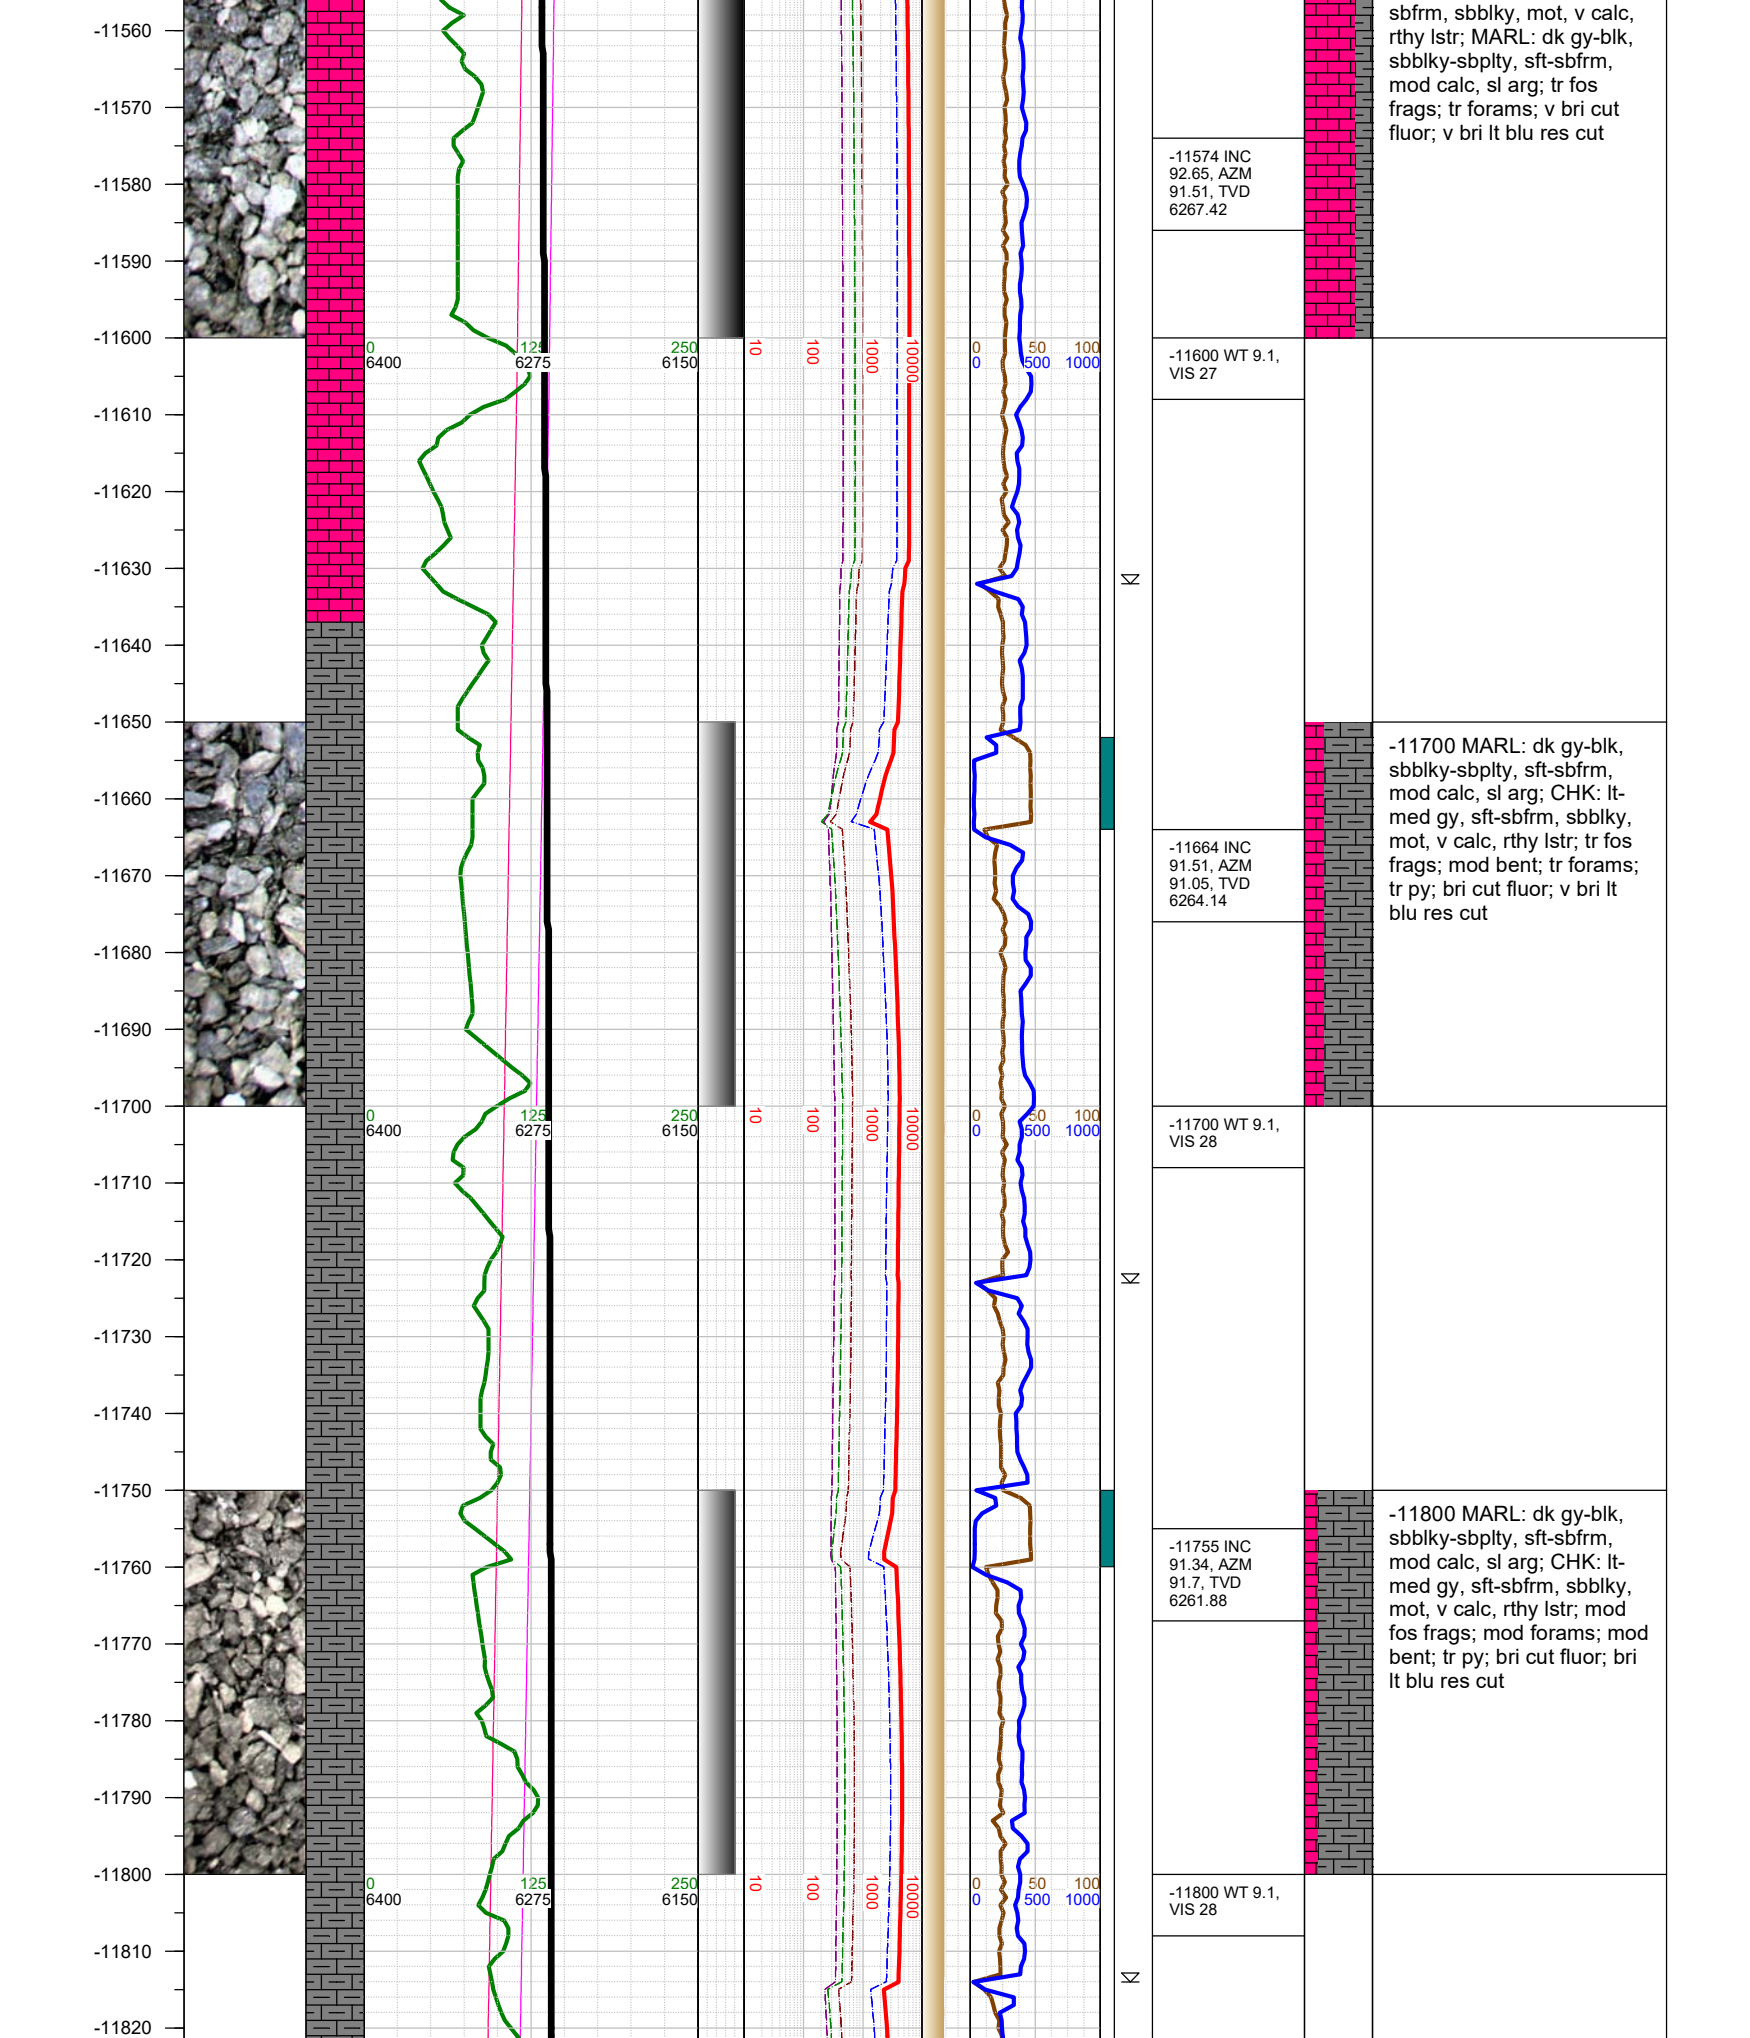 sbfrm, sbblky, mot, v calc,
rthy lstr; MARL: dk gy-blk,
sbblky-sbplty, sft-sbfrm,
mod calc, sl arg; tr fos
frags; tr forams; v bri cut
fluor; v bri lt blu res cut
-11560
-11570
-11580
-11590
-11600
-11574 INC
92.65, AZM
91.51, TVD
6267.42
0 125 250
6400 6275 6150
10 100 1000 10000
0 50 100
0 500 1000
-11600 WT 9.1,
VIS 27
-11610
-11620
-11630
-11640
-11650
-11660
-11670
-11680
-11690
-11700
-11700 MARL: dk gy-blk,
sbblky-sbplty, sft-sbfrm,
mod calc, sl arg; CHK: lt-
med gy, sft-sbfrm, sbblky,
mot, v calc, rthy lstr; tr fos
frags; mod bent; tr forams;
tr py; bri cut fluor; v bri lt
blu res cut
-11664 INC
91.51, AZM
91.05, TVD
6264.14
0 125 250
6400 6275 6150
10 100 1000 10000
0 50 100
0 500 1000
-11700 WT 9.1,
VIS 28
-11710
-11720
-11730
-11740
-11750
-11760
-11770
-11780
-11790
-11800
-11800 MARL: dk gy-blk,
sbblky-sbplty, sft-sbfrm,
mod calc, sl arg; CHK: lt-
med gy, sft-sbfrm, sbblky,
mot, v calc, rthy lstr; mod
fos frags; mod forams; mod
bent; tr py; bri cut fluor; bri
lt blu res cut
-11755 INC
91.34, AZM
91.7, TVD
6261.88
0 125 250
6400 6275 6150
10 100 1000 10000
0 50 100
0 500 1000
-11800 WT 9.1,
VIS 28
-11810
-11820